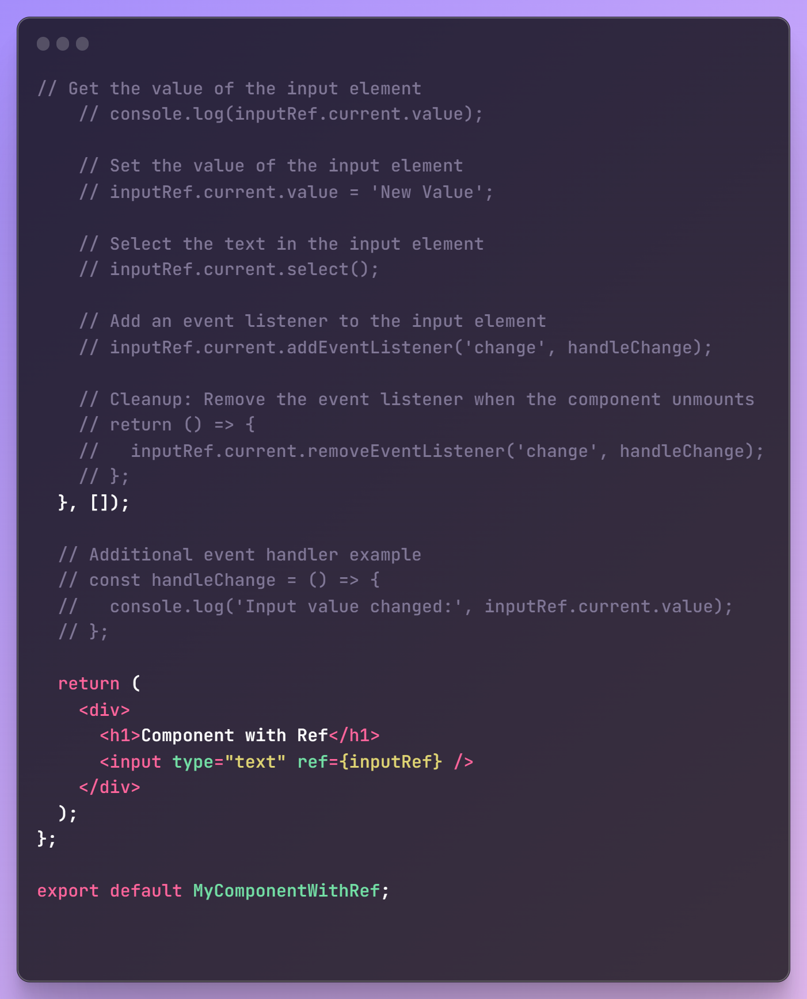 // Get the value of the input element
    // console.log(inputRef.current.value);

    // Set the value of the input element
    // inputRef.current.value = 'New Value';

    // Select the text in the input element
    // inputRef.current.select();

    // Add an event listener to the input element
    // inputRef.current.addEventListener('change', handleChange);

    // Cleanup: Remove the event listener when the component unmounts
    // return () => {
    //   inputRef.current.removeEventListener('change', handleChange);
    // };
  }, []);

  // Additional event handler example
  // const handleChange = () => {
  //   console.log('Input value changed:', inputRef.current.value);
  // };

  return (
    <div>
      <h1>Component with Ref</h1>
      <input type="text" ref={inputRef} />
    </div>
  );
};

export default MyComponentWithRef;